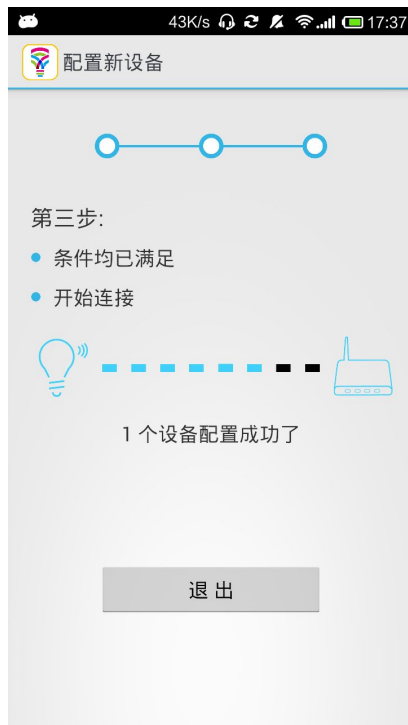 43K/s 17:37
配置新设备
第三步:
条件均已满足
开始连接
1 个设备配置成功了
退 出